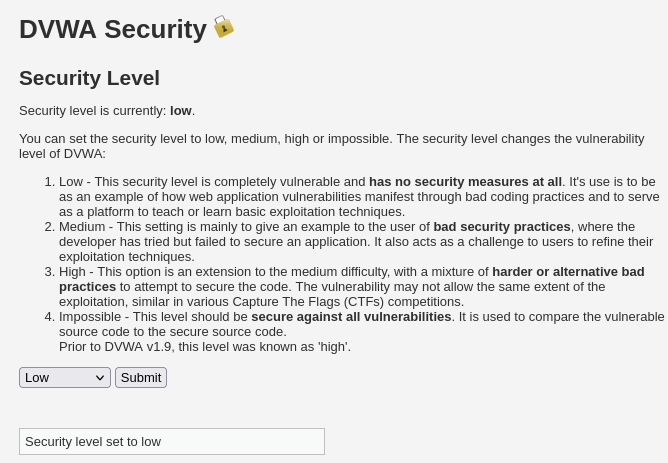 DVWA Security
Security Level
Security level is currently: low.
You can set the security level to low, medium, high or impossible. The security level changes the vulnerability
level of DVWA:
1. Low - This security level is completely vulnerable and has no security measures at all. It's use is to be
as an example of how web application vulnerabilities manifest through bad coding practices and to serve
as a platform to teach or learn basic exploitation techniques.
2. Medium - This setting is mainly to give an example to the user of bad security practices, where the
developer has tried but failed to secure an application. It also acts as a challenge to users to refine their
exploitation techniques.
3. High - This option is an extension to the medium difficulty, with a mixture of harder or alternative bad
practices to attempt to secure the code. The vulnerability may not allow the same extent of the
exploitation, similar in various Capture The Flags (CTFs) competitions.
4. Impossible - This level should be secure against all vulnerabilities. It is used to compare the vulnerable
source code to the secure source code.
Prior to DVWA v1.9, this level was known as 'high'.
Low Submit
Security level set to low